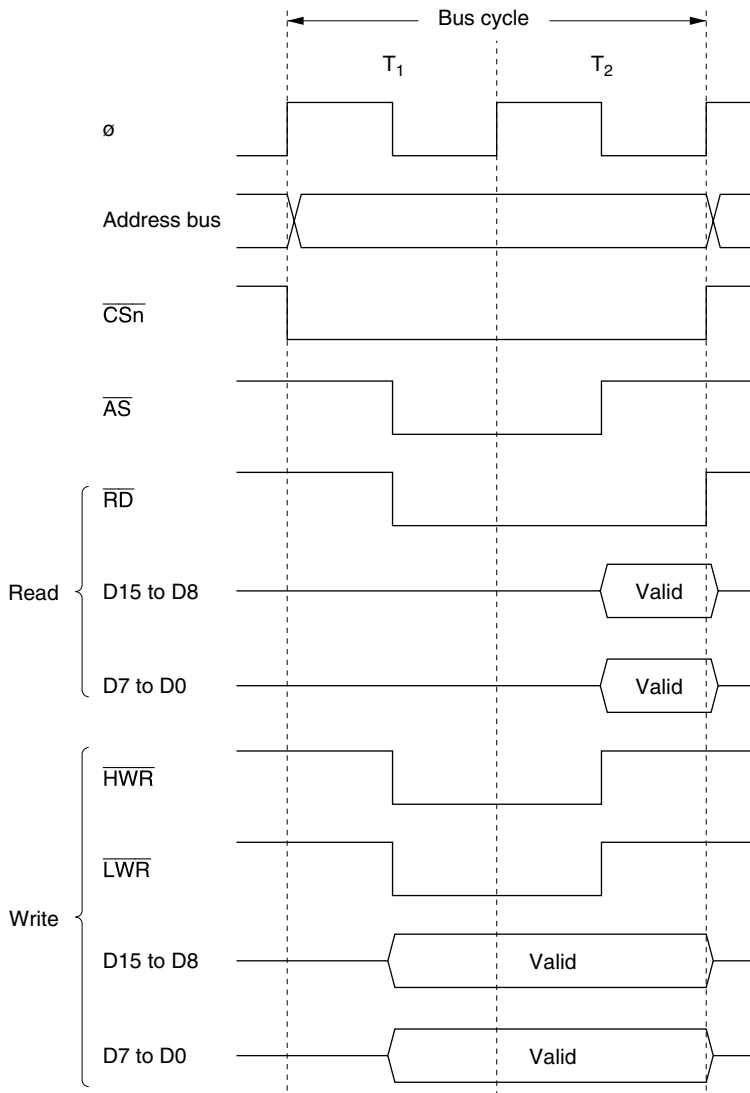 Bus cycle
T1 T2
ø
Address bus
CSn
AS
RD
Read D15 to D8 Valid
D7 to D0 Valid
HWR
LWR
Write
D15 to D8 Valid
D7 to D0 Valid